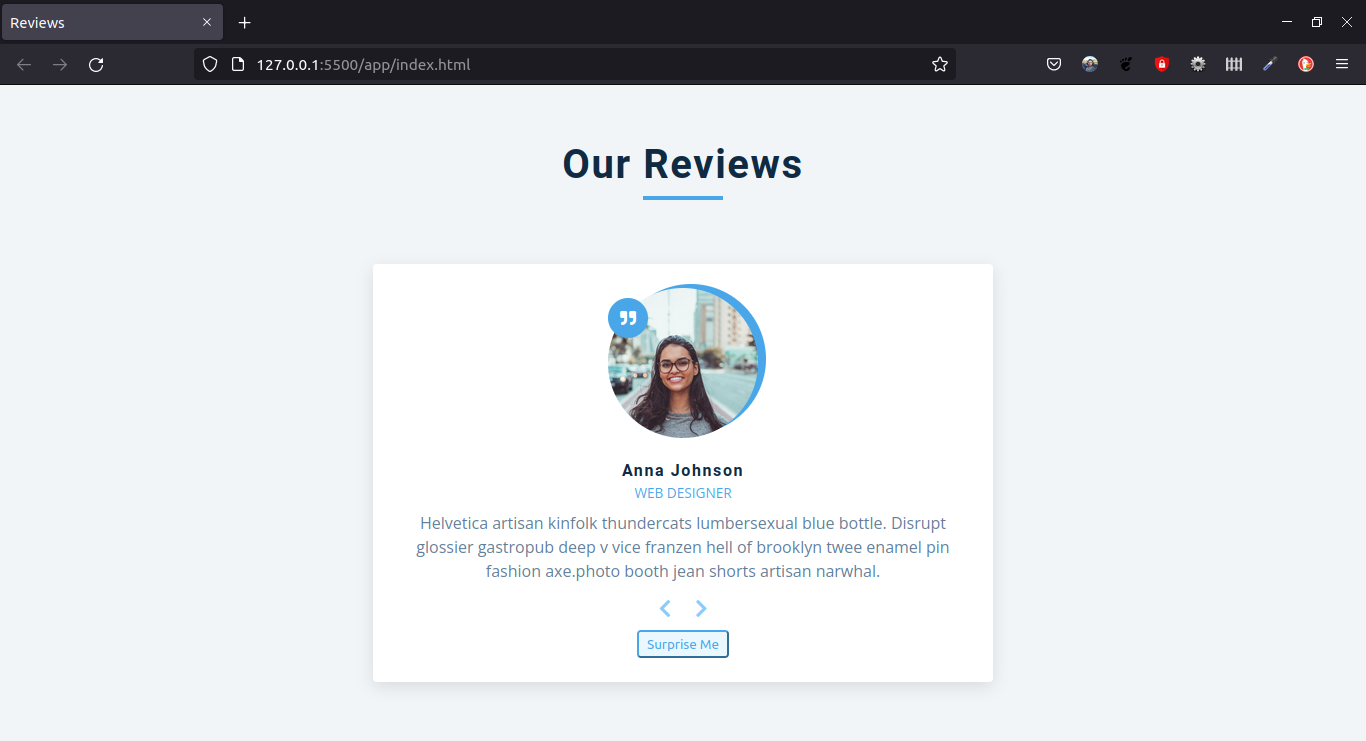 Reviews
127.0.0.1:5500/app/index.html
Our Reviews
Anna Johnson
WEB DESIGNER
Helvetica artisan kinfolk thundercats lumbersexual blue bottle. Disrupt
glossier gastropub deep v vice franzen hell of brooklyn twee enamel pin
fashion axe.photo booth jean shorts artisan narwhal.
Surprise Me